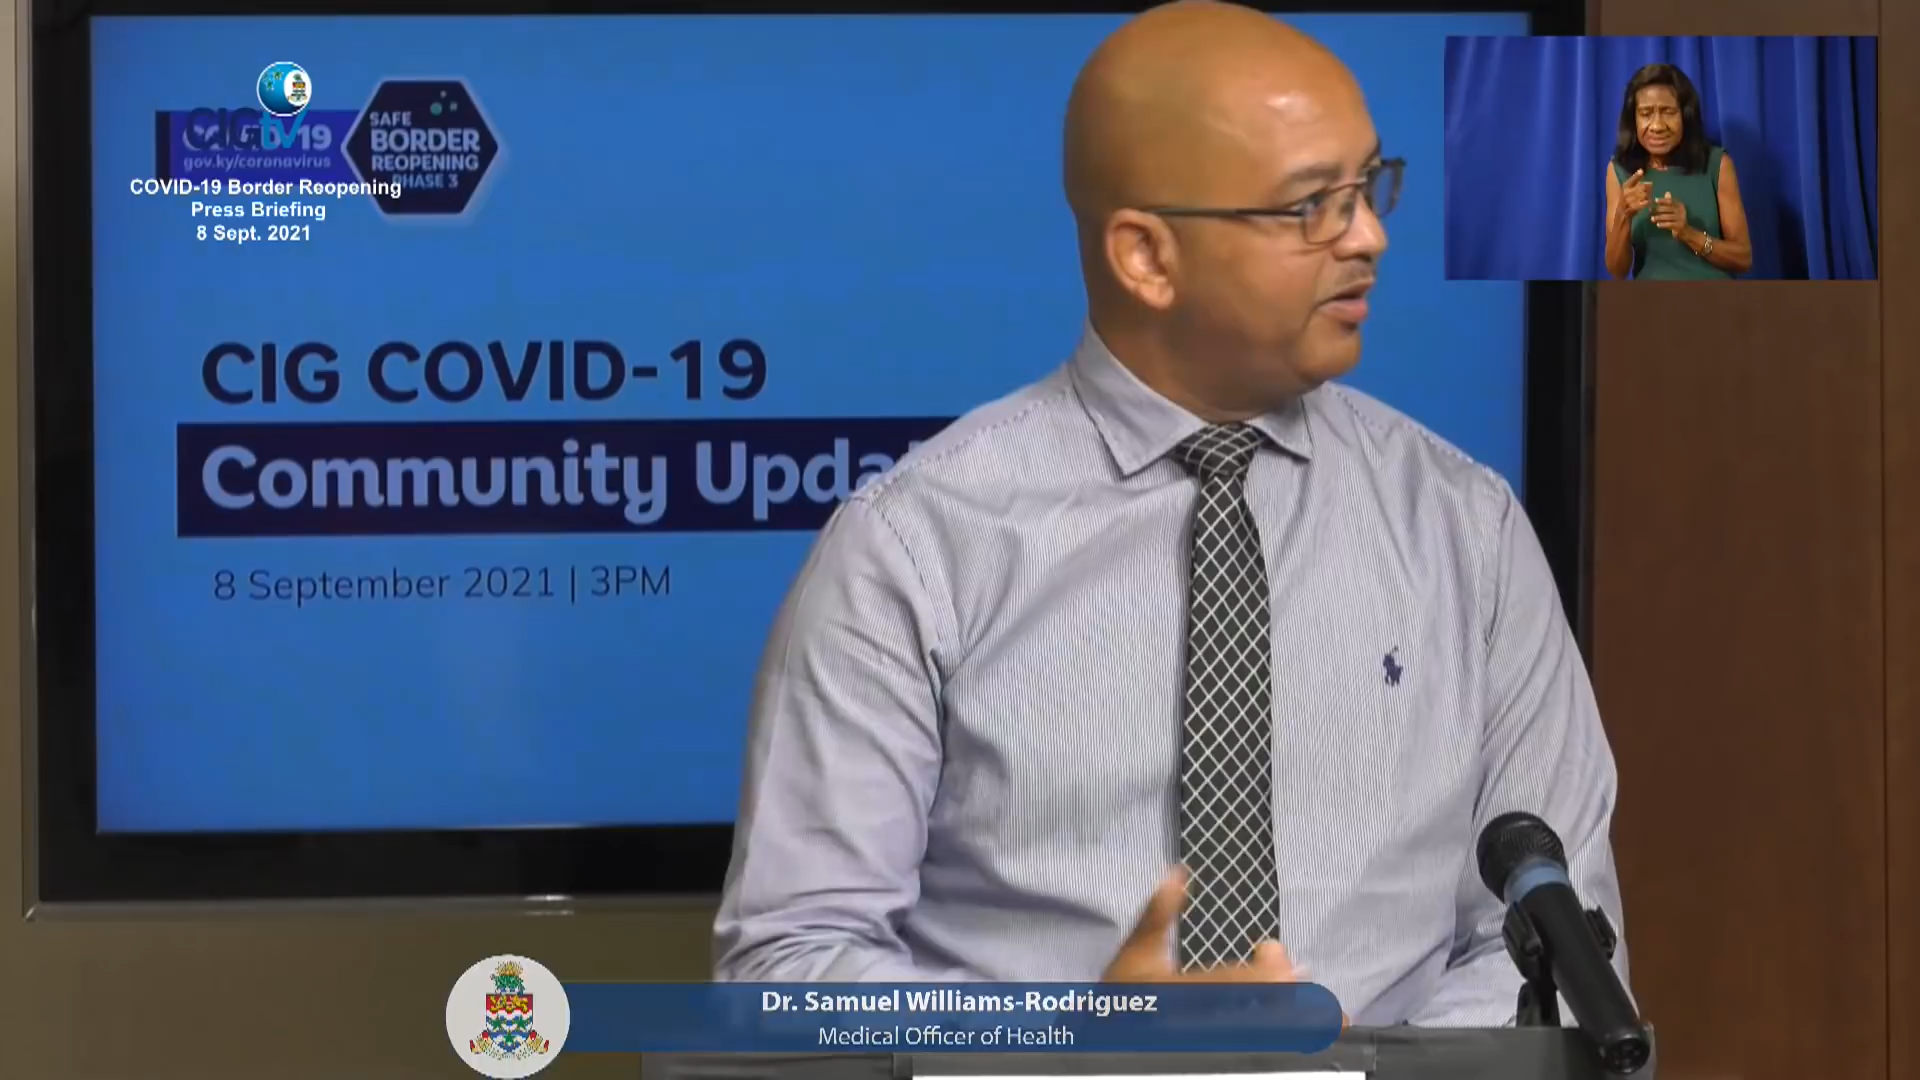 CIGtv
19
gov.ky/coronavirus
SAFE
BORDER
REOPENING
PHASE 3
COVID-19 Border Reopening
Press Briefing
8 Sept. 2021
CIG COVID-19
Community Upda
8 September 2021 | 3PM
Dr. Samuel Williams-Rodriguez
Medical Officer of Health